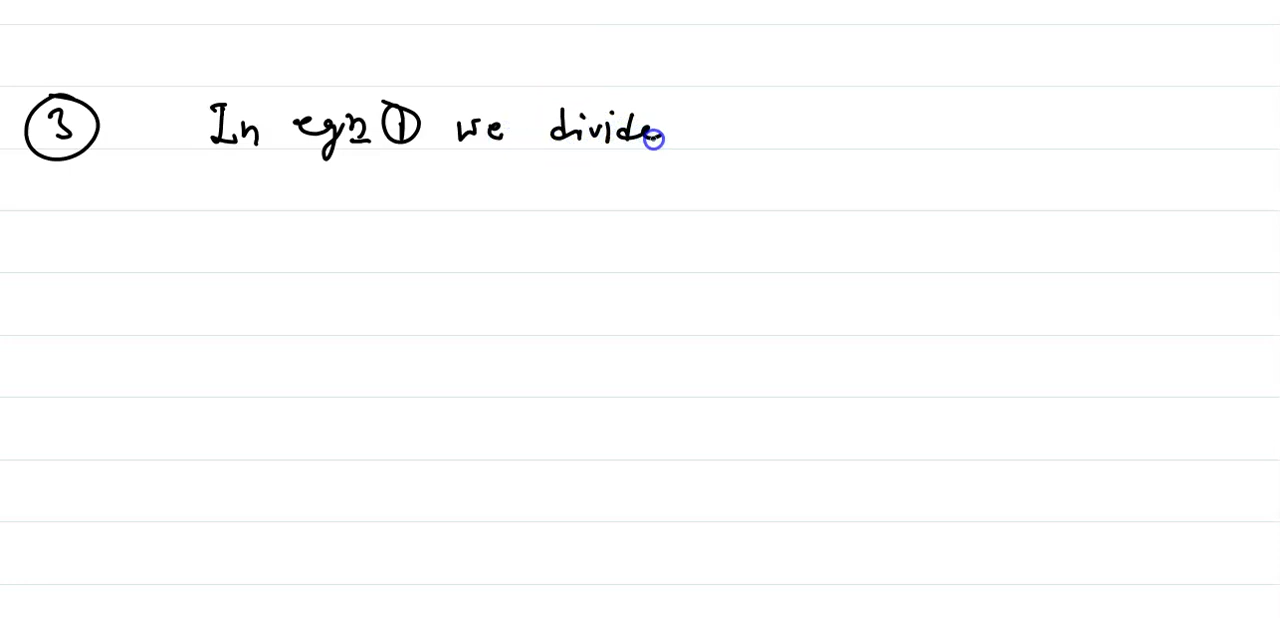 ③ In eqn ① we divide